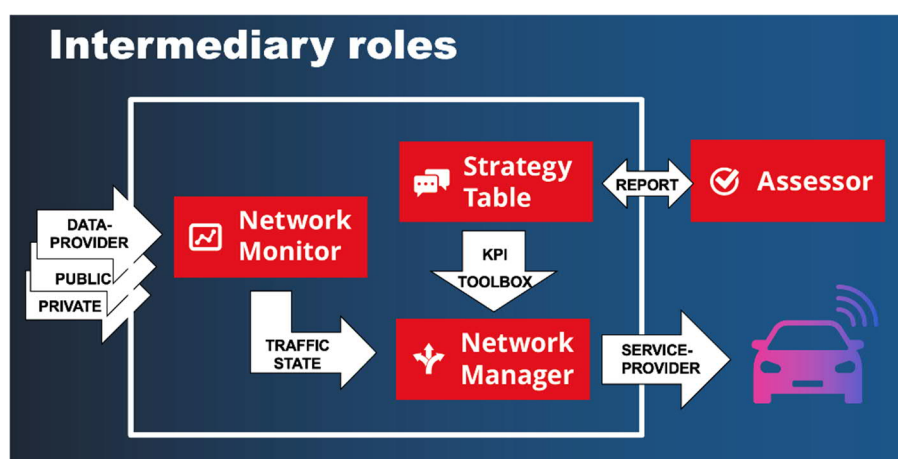 Intermediary roles
DATA-
PROVIDER
PUBLIC
PRIVATE
Network
Monitor
TRAFFIC
STATE
Strategy
Table
KPI
TOOLBOX
Network
Manager
REPORT
Assessor
SERVICE-
PROVIDER